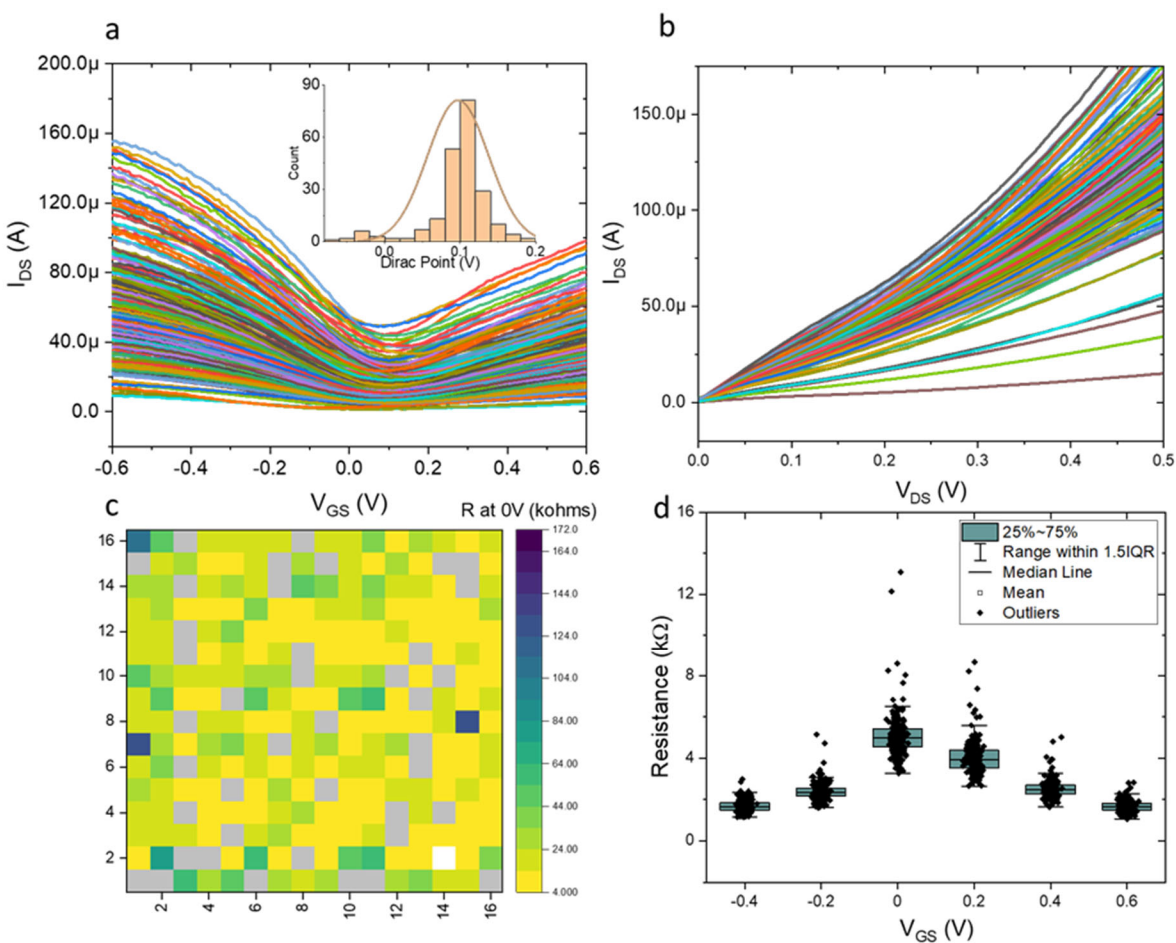 a
200.0μ
160.0μ
120.0μ
80.0μ
40.0μ
0.0
I_DS (A)
-0.6 -0.4 -0.2 0.0 0.2 0.4 0.6
V_GS (V)
90
60
30
0
Count
0.0 0.1 0.2
Dirac Point (V)
b
150.0μ
100.0μ
50.0μ
0.0
I_DS (A)
0.0 0.1 0.2 0.3 0.4 0.5
V_DS (V)
c
R at 0V (kohms)
16
14
12
10
8
6
4
2
2 4 6 8 10 12 14 16
172.0
164.0
144.0
124.0
104.0
84.00
64.00
44.00
24.00
4.000
d
16
12
8
4
0
Resistance (kΩ)
25%~75%
Range within 1.5IQR
Median Line
Mean
Outliers
-0.4 -0.2 0 0.2 0.4 0.6
V_GS (V)